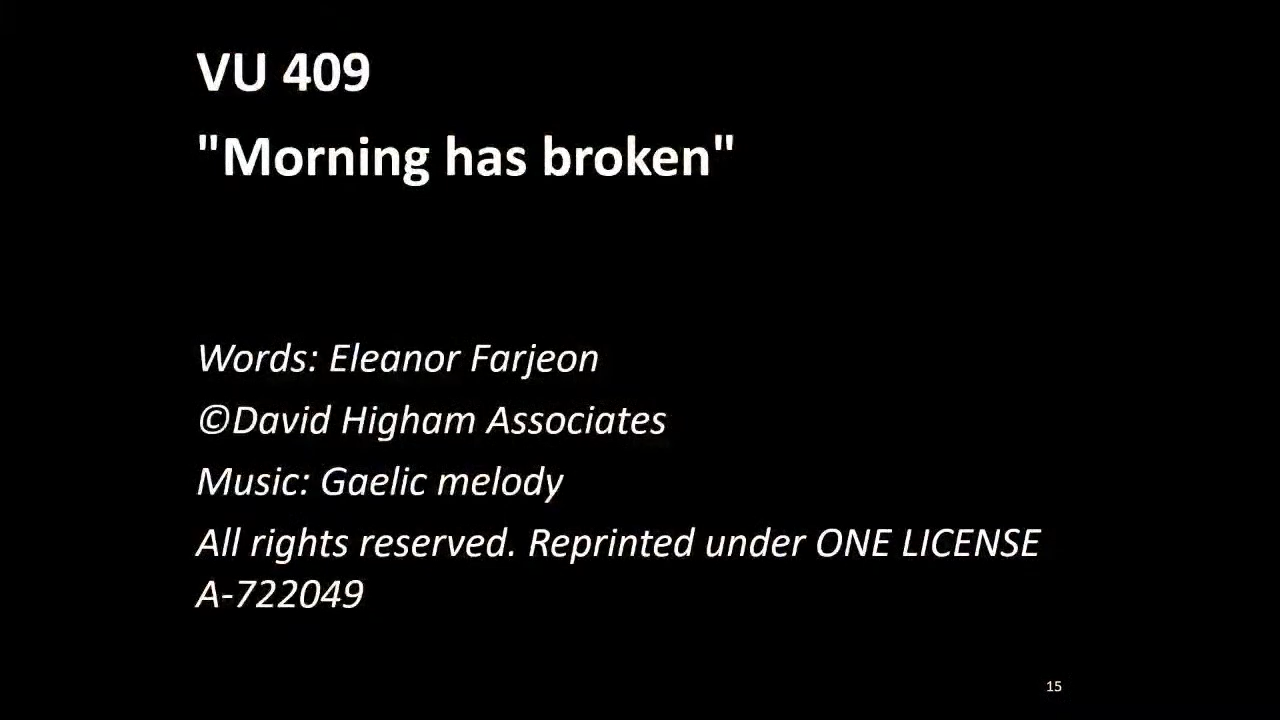 VU 409
"Morning has broken"
Words: Eleanor Farjeon
©David Higham Associates
Music: Gaelic melody
All rights reserved. Reprinted under ONE LICENSE
A-722049
15